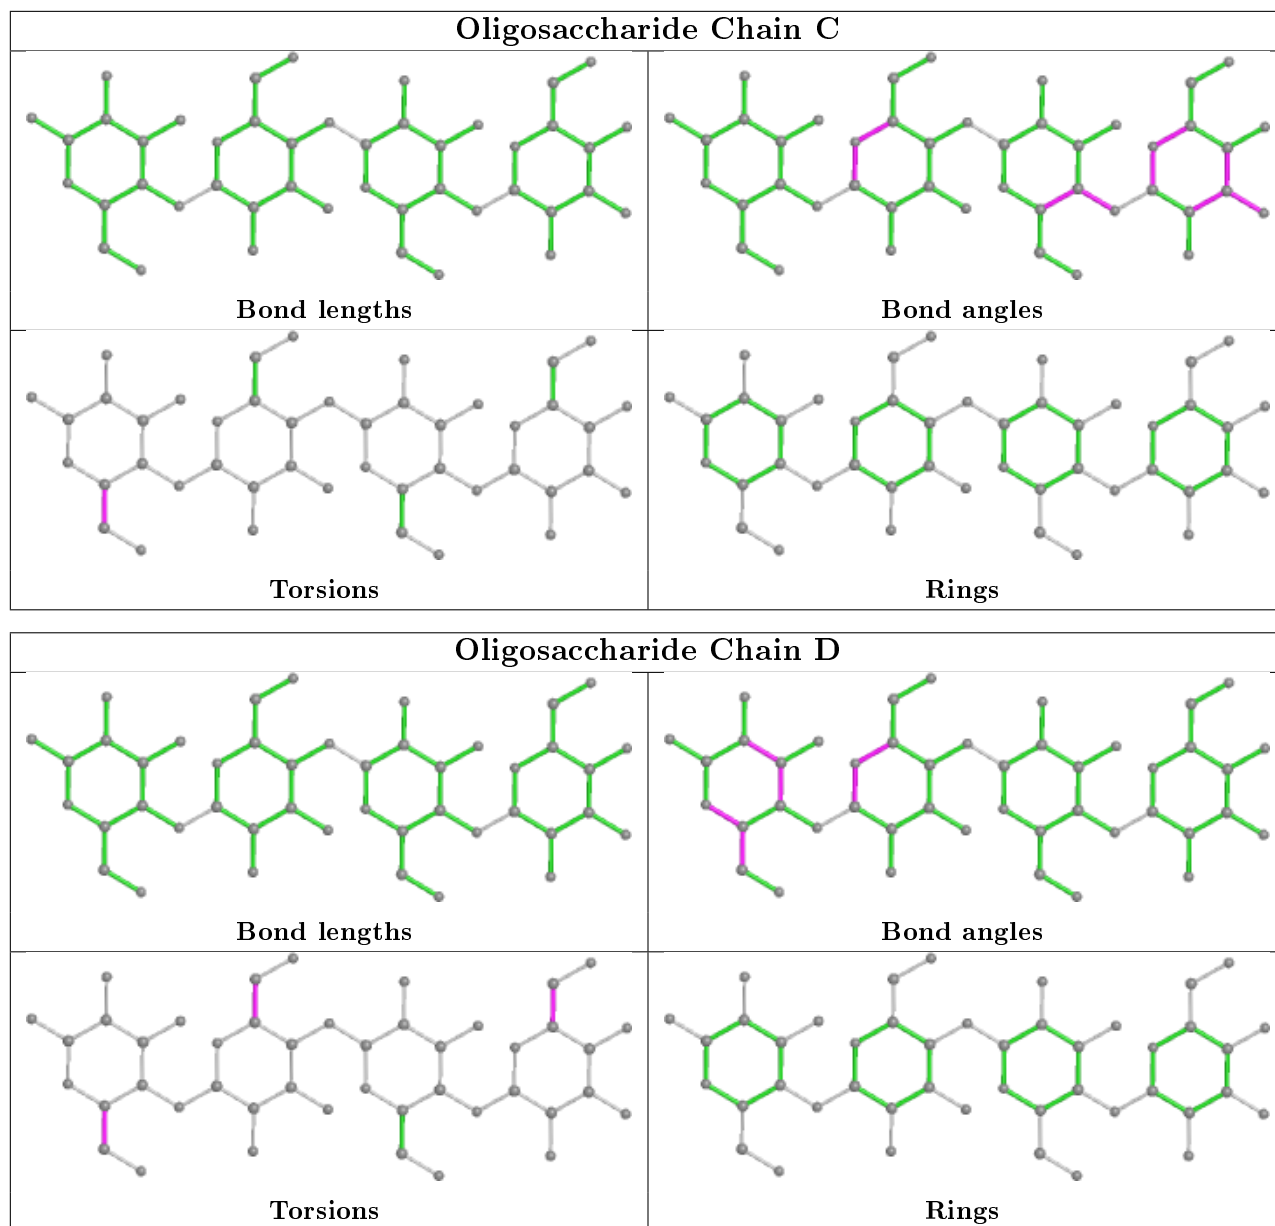 Oligosaccharide Chain C
Bond lengths
Bond angles
Torsions
Rings
Oligosaccharide Chain D
Bond lengths
Bond angles
Torsions
Rings